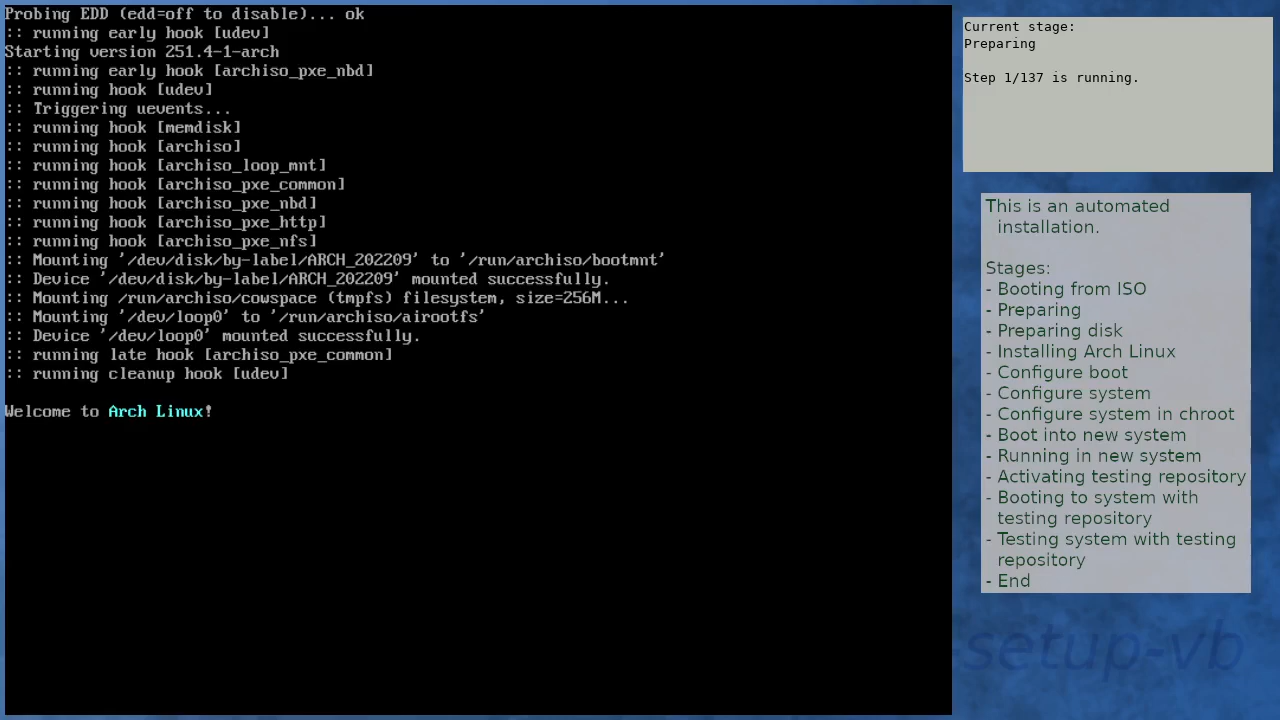 Probing EDD (edd=off to disable)... ok
:: running early hook [udev]
Starting version 251.4-1-arch
:: running early hook [archiso_pxe_nbd]
:: running hook [udev]
:: Triggering uevents...
:: running hook [memdisk]
:: running hook [archiso]
:: running hook [archiso_loop_mnt]
:: running hook [archiso_pxe_common]
:: running hook [archiso_pxe_nbd]
:: running hook [archiso_pxe_http]
:: running hook [archiso_pxe_nfs]
:: Mounting '/dev/disk/by-label/ARCH_202209' to '/run/archiso/bootmnt'
:: Device '/dev/disk/by-label/ARCH_202209' mounted successfully.
:: Mounting /run/archiso/cowspace (tmpfs) filesystem, size=256M...
:: Mounting '/dev/loop0' to '/run/archiso/airootfs'
:: Device '/dev/loop0' mounted successfully.
:: running late hook [archiso_pxe_common]
:: running cleanup hook [udev]
Welcome to Arch Linux!
Current stage:
Preparing
Step 1/137 is running.
This is an automated
installation.
Stages:
- Booting from ISO
- Preparing
- Preparing disk
- Installing Arch Linux
- Configure boot
- Configure system
- Configure system in chroot
- Boot into new system
- Running in new system
- Activating testing repository
- Booting to system with
testing repository
- Testing system with testing
repository
- End
setup-vb